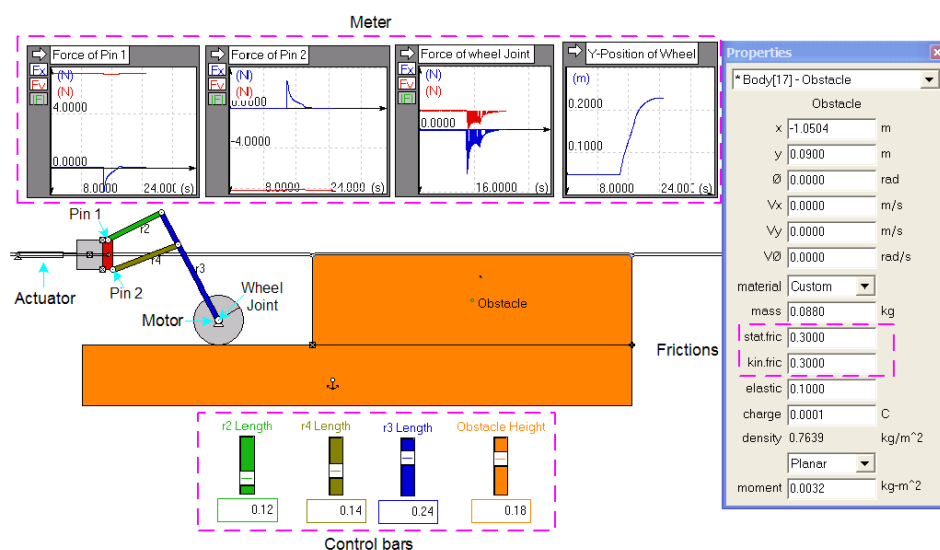 Meter
Force of Pin 1
Fx
Fy
|F|
(N)
(N)
4.0000
0.0000
8.0000
24.000 (s)
Force of Pin 2
Fx
Fy
|F|
(N)
(N)
0.0000
-4.0000
8.0000
24.000 (s)
Force of wheel Joint
Fx
Fy
|F|
(N)
(N)
0.0000
16.0000 (s)
Y-Position of Wheel
(m)
0.2000
0.1000
8.0000
24.000 (s)
Properties
*Body[17] - Obstacle
Obstacle
x -1.0504 m
y 0.0900 m
Ø 0.0000 rad
Vx 0.0000 m/s
Vy 0.0000 m/s
VØ 0.0000 rad/s
material Custom
mass 0.0880 kg
stat.fric 0.3000
kin.fric 0.3000
elastic 0.1000
charge 0.0001 C
density 0.7639 kg/m^2
Planar
moment 0.0032 kg-m^2
Pin 1
r2
r4
r3
Actuator
Pin 2
Wheel
Joint
Motor
Obstacle
Frictions
r2 Length
r4 Length
r3 Length
Obstacle Height
0.12
0.14
0.24
0.18
Control bars